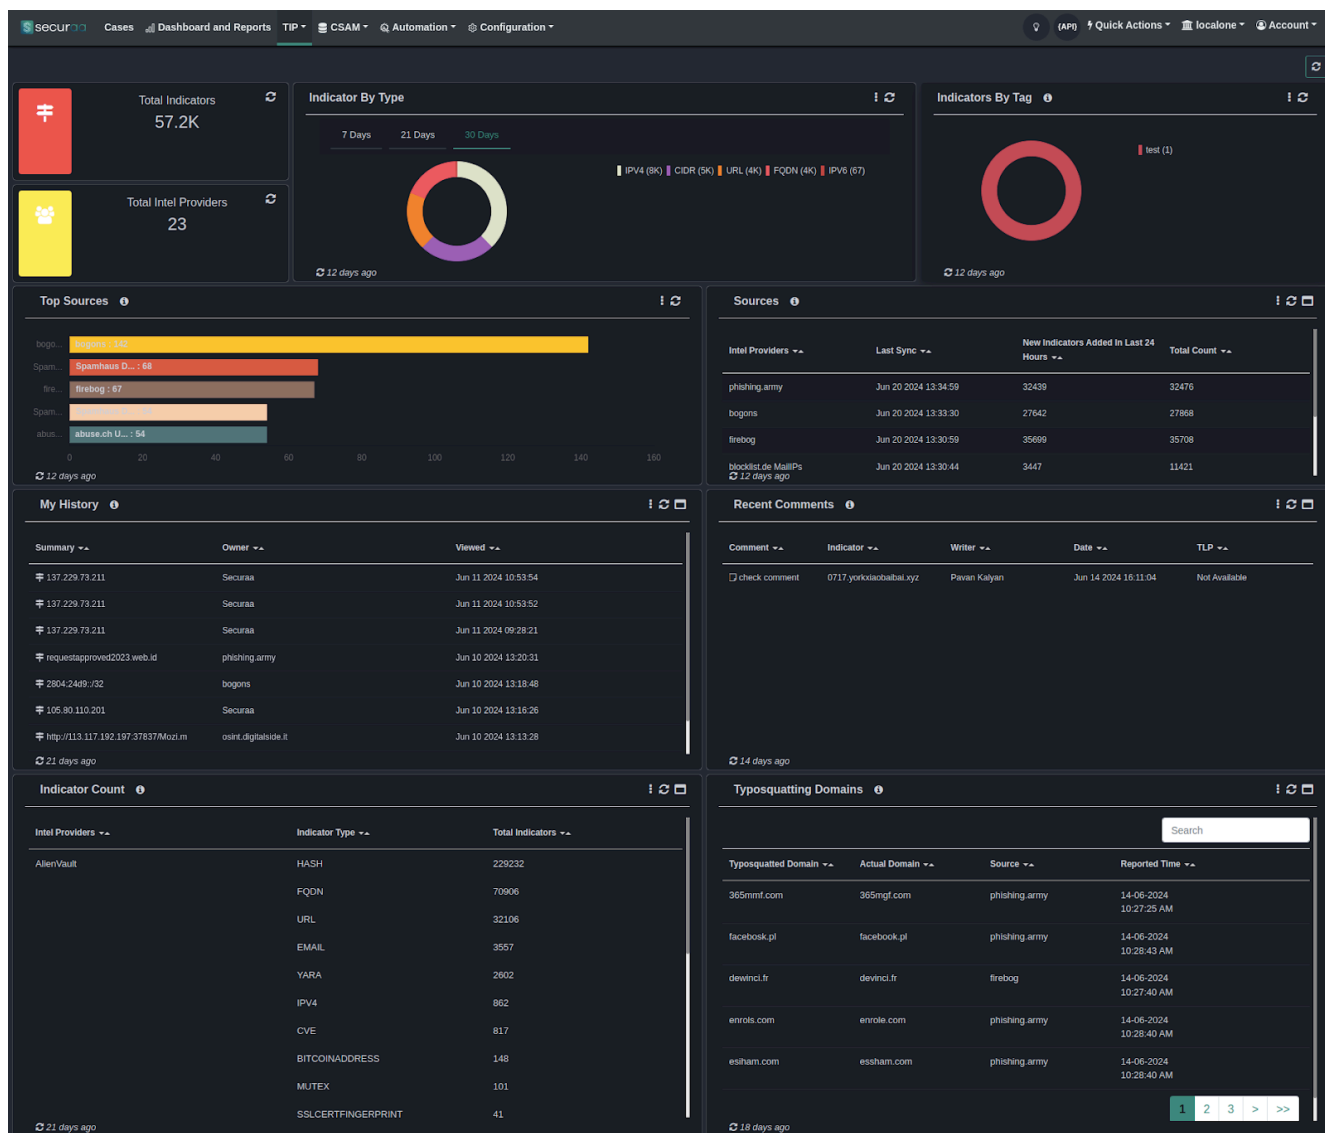 securaa Cases Dashboard and Reports TIP CSAM Automation Configuration {API} Quick Actions localone Account
Total Indicators
57.2K
Total Intel Providers
23
Indicator By Type
7 Days 21 Days 30 Days
IPV4 (8K) CIDR (5K) URL (4K) FQDN (4K) IPV6 (67)
12 days ago
Indicators By Tag
test (1)
12 days ago
Top Sources
bogo... bogons : 142
Spam... Spamhaus D... : 68
fire... firebog : 67
Spam...
abus... abuse.ch U... : 54
0 20 40 60 80 100 120 140 160
12 days ago
Sources
Intel Providers Last Sync New Indicators Added In Last 24 Hours Total Count
phishing.army Jun 20 2024 13:34:59 32439 32476
bogons Jun 20 2024 13:33:30 27642 27868
firebog Jun 20 2024 13:30:59 35699 35708
blocklist.de MailIPs Jun 20 2024 13:30:44 3447 11421
12 days ago
My History
Summary Owner Viewed
137.229.73.211 Securaa Jun 11 2024 10:53:54
137.229.73.211 Securaa Jun 11 2024 10:53:52
137.229.73.211 Securaa Jun 11 2024 09:28:21
requestapproved2023.web.id phishing.army Jun 10 2024 13:20:31
2804:24d9::/32 bogons Jun 10 2024 13:18:48
105.80.110.201 Securaa Jun 10 2024 13:16:26
http://113.117.192.197:37837/Mozi.m osint.digitalside.it Jun 10 2024 13:13:28
21 days ago
Recent Comments
Comment Indicator Writer Date TLP
check comment 0717.yorkxiaobaibai.xyz Pavan Kalyan Jun 14 2024 16:11:04 Not Available
14 days ago
Indicator Count
Intel Providers Indicator Type Total Indicators
AlienVault HASH 229232
FQDN 70906
URL 32106
EMAIL 3557
YARA 2602
IPV4 862
CVE 817
BITCOINADDRESS 148
MUTEX 101
SSLCERTFINGERPRINT 41
21 days ago
Typosquatting Domains
Search
Typosquatted Domain Actual Domain Source Reported Time
365mmf.com 365mgf.com phishing.army 14-06-2024
10:27:25 AM
facebosk.pl facebook.pl phishing.army 14-06-2024
10:28:43 AM
dewinci.fr devinci.fr firebog 14-06-2024
10:27:40 AM
enrols.com enrole.com phishing.army 14-06-2024
10:28:40 AM
esiham.com essham.com phishing.army 14-06-2024
10:28:40 AM
1 2 3 > >>
18 days ago